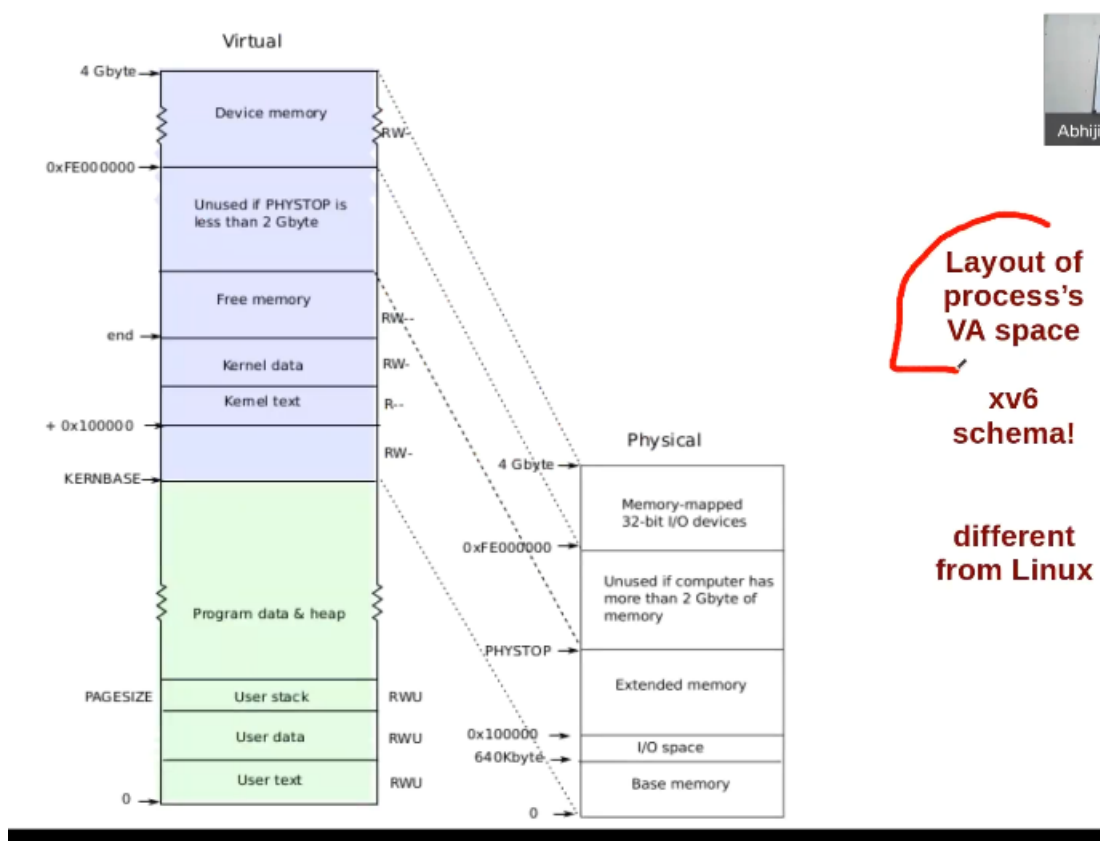 Virtual
4 Gbyte
Device memory
RW-
0xFE000000
Unused if PHYSTOP is
less than 2 Gbyte
Free memory
RW--
end
Kernel data
RW-
Kernel text
R--
+ 0x100000
RW-
KERNBASE
Program data & heap
PAGESIZE
User stack
RWU
User data
RWU
User text
RWU
0
Physical
4 Gbyte
Memory-mapped
32-bit I/O devices
0xFE000000
Unused if computer has
more than 2 Gbyte of
memory
PHYSTOP
Extended memory
0x100000
I/O space
640Kbyte
Base memory
0
Abhiji
Layout of
process’s
VA space
xv6
schema!
different
from Linux